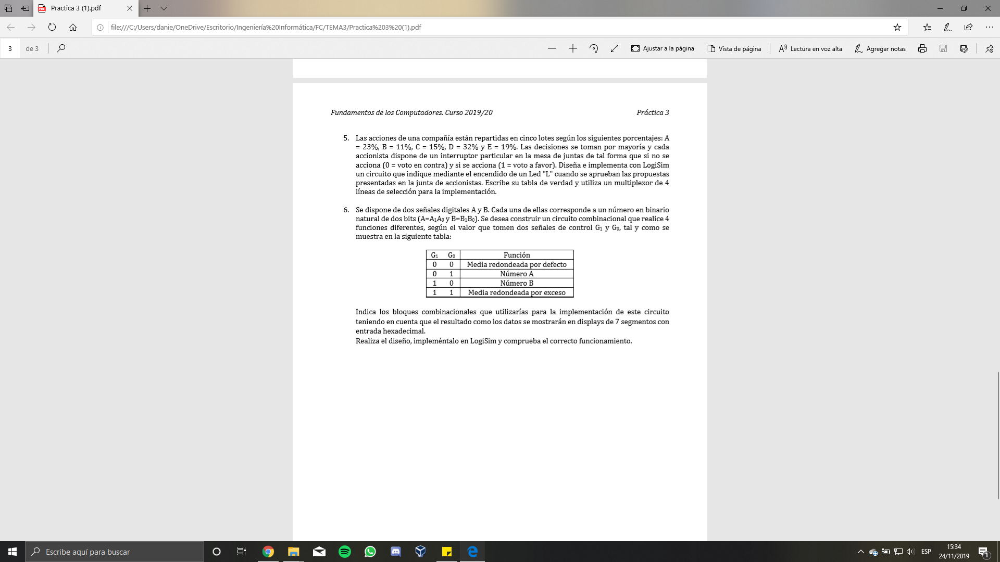 Practica 3 (1).pdf
file:///C:/Users/danie/OneDrive/Escritorio/Ingeniería%20Informática/FC/TEMA3/Practica%203%20(1).pdf
3 de 3 Ajustar a la página Vista de página Lectura en voz alta Agregar notas
Fundamentos de los Computadores. Curso 2019/20 Práctica 3
5. Las acciones de una compañía están repartidas en cinco lotes según los siguientes porcentajes: A
= 23%, B = 11%, C = 15%, D = 32% y E = 19%. Las decisiones se toman por mayoría y cada
accionista dispone de un interruptor particular en la mesa de juntas de tal forma que si no se
acciona (0 = voto en contra) y si se acciona (1 = voto a favor). Diseña e implementa con LogiSim
un circuito que indique mediante el encendido de un Led "L" cuando se aprueban las propuestas
presentadas en la junta de accionistas. Escribe su tabla de verdad y utiliza un multiplexor de 4
líneas de selección para la implementación.
6. Se dispone de dos señales digitales A y B. Cada una de ellas corresponde a un número en binario
natural de dos bits (A=A₁A₀ y B=B₁B₀). Se desea construir un circuito combinacional que realice 4
funciones diferentes, según el valor que tomen dos señales de control G₁ y G₀, tal y como se
muestra en la siguiente tabla:
G₁ G₀ Función
0 0 Media redondeada por defecto
0 1 Número A
1 0 Número B
1 1 Media redondeada por exceso
Indica los bloques combinacionales que utilizarías para la implementación de este circuito
teniendo en cuenta que el resultado como los datos se mostrarán en displays de 7 segmentos con
entrada hexadecimal.
Realiza el diseño, impleméntalo en LogiSim y comprueba el correcto funcionamiento.
Escribe aquí para buscar
ESP
15:34
24/11/2019
1